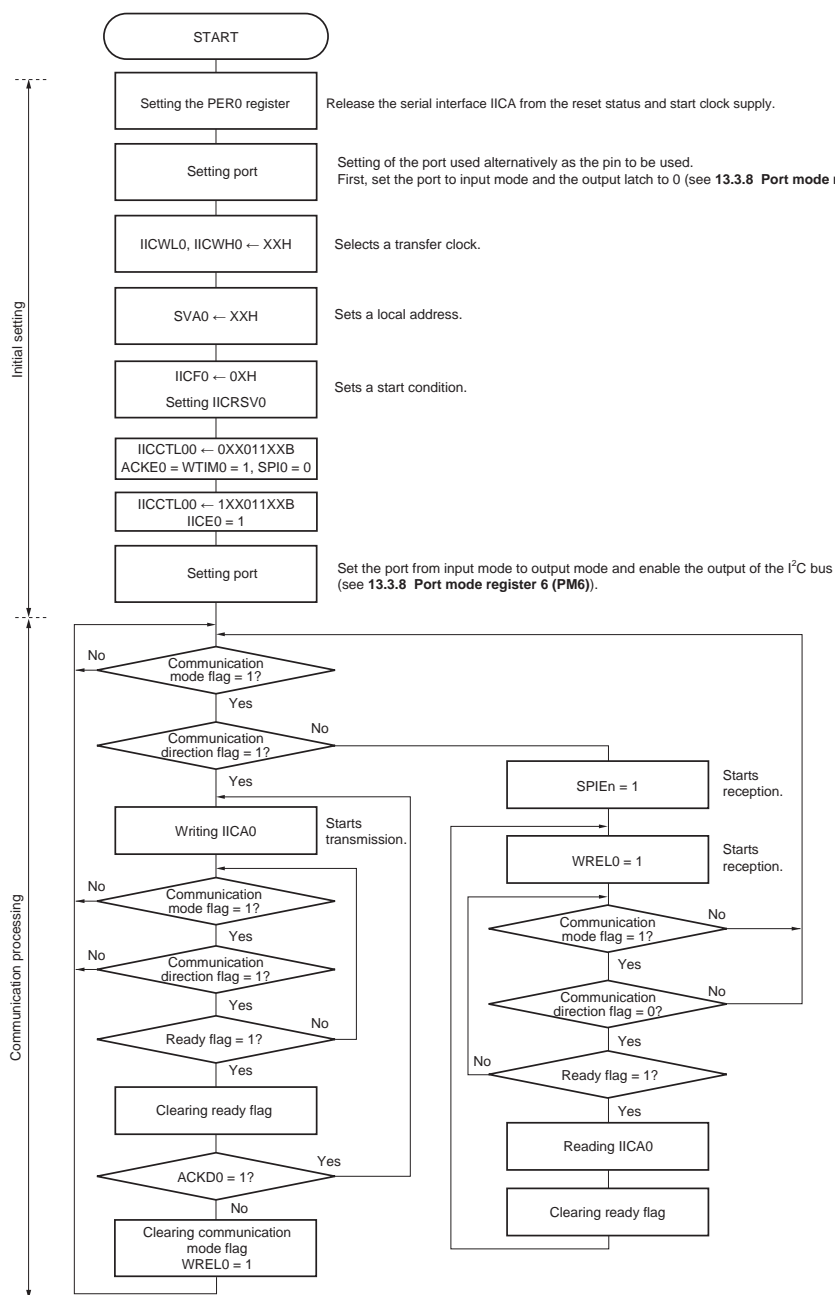 START
Initial setting
Setting the PER0 register
Release the serial interface IICA from the reset status and start clock supply.
Setting port
Setting of the port used alternatively as the pin to be used.
First, set the port to input mode and the output latch to 0 (see 13.3.8 Port mode
IICWL0, IICWH0 ← XXH
Selects a transfer clock.
SVA0 ← XXH
Sets a local address.
IICF0 ← 0XH
Setting IICRSV0
Sets a start condition.
IICCTL00 ← 0XX011XXB
ACKE0 = WTIM0 = 1, SPI0 = 0
IICCTL00 ← 1XX011XXB
IICE0 = 1
Setting port
Set the port from input mode to output mode and enable the output of the I²C bus
(see 13.3.8 Port mode register 6 (PM6)).
Communication processing
No
Communication
mode flag = 1?
Yes
Communication
direction flag = 1?
No
Yes
Writing IICA0
Starts
transmission.
No
Communication
mode flag = 1?
Yes
No
Communication
direction flag = 1?
Yes
Ready flag = 1?
No
Yes
Clearing ready flag
ACKD0 = 1?
Yes
No
Clearing communication
mode flag
WREL0 = 1
SPIEn = 1
Starts
reception.
WREL0 = 1
Starts
reception.
Communication
mode flag = 1?
No
Yes
Communication
direction flag = 0?
No
Yes
No
Ready flag = 1?
Yes
Reading IICA0
Clearing ready flag